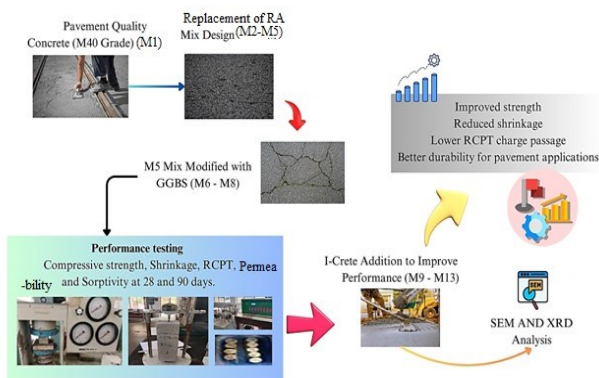 Pavement Quality
Concrete (M40 Grade) (M1)
Replacement of RA
Mix Design (M2-M5)
M5 Mix Modified with
GGBS (M6 - M8)
Performance testing
Compressive strength, Shrinkage, RCPT, Permea
-bility and Sorptivity at 28 and 90 days.
I-Crete Addition to Improve
Performance (M9 - M13)
Improved strength
Reduced shrinkage
Lower RCPT charge passage
Better durability for pavement applications
SEM
SEM AND XRD
Analysis